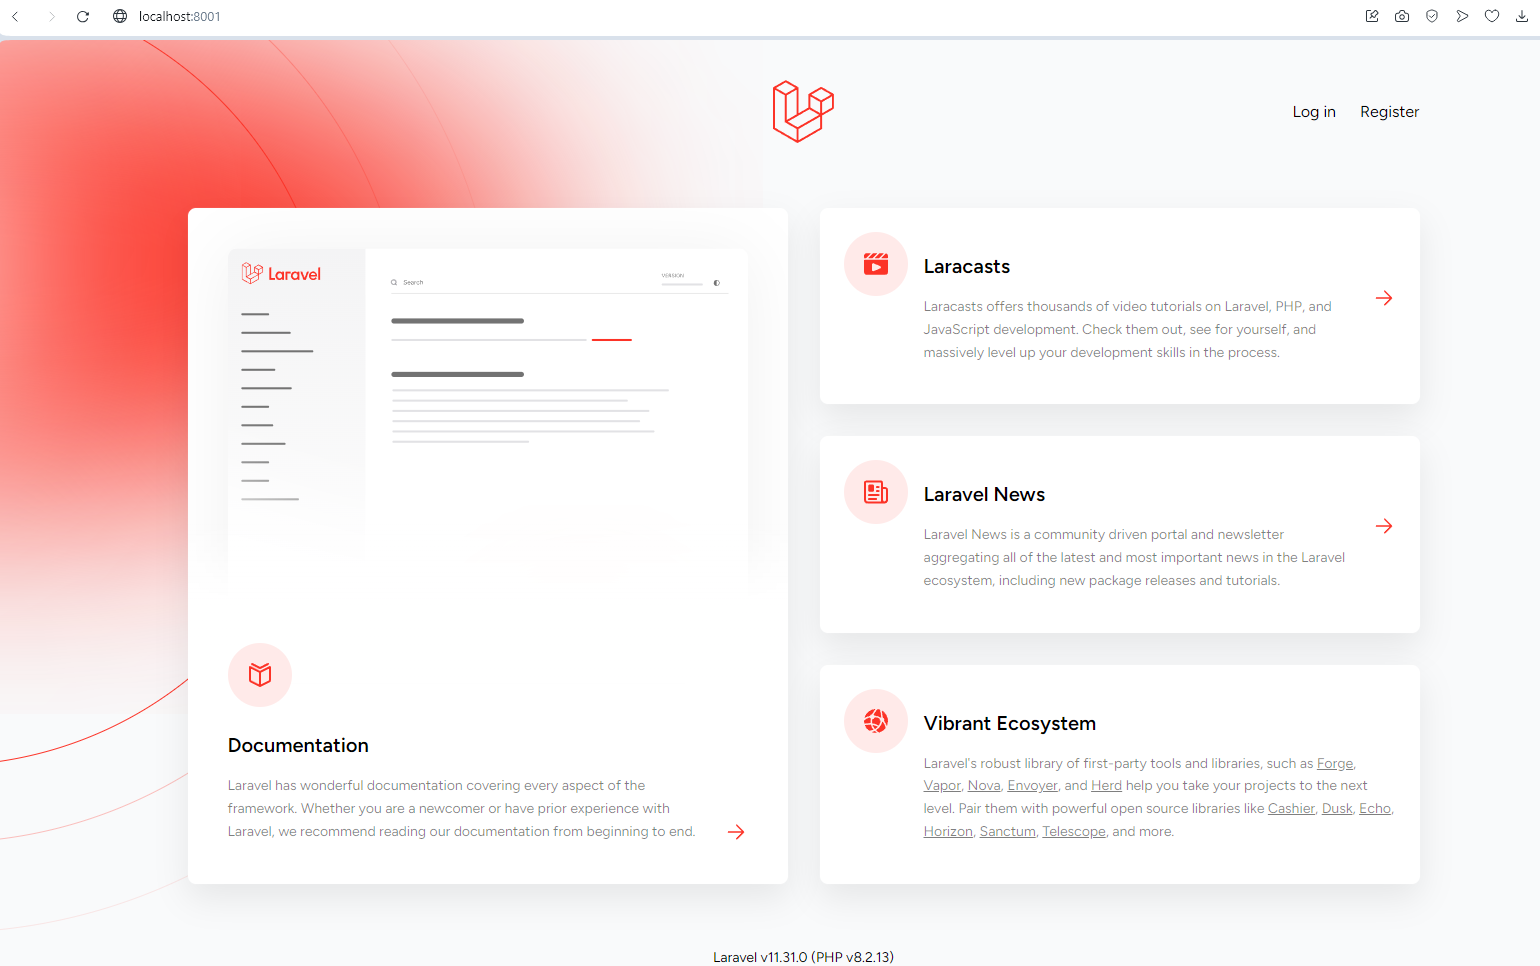 localhost:8001
Log in
Register
Laravel
Search
VERSION
Documentation
Laravel has wonderful documentation covering every aspect of the
framework. Whether you are a newcomer or have prior experience with
Laravel, we recommend reading our documentation from beginning to end.
Laracasts
Laracasts offers thousands of video tutorials on Laravel, PHP, and
JavaScript development. Check them out, see for yourself, and
massively level up your development skills in the process.
Laravel News
Laravel News is a community driven portal and newsletter
aggregating all of the latest and most important news in the Laravel
ecosystem, including new package releases and tutorials.
Vibrant Ecosystem
Laravel's robust library of first-party tools and libraries, such as Forge,
Vapor, Nova, Envoyer, and Herd help you take your projects to the next
level. Pair them with powerful open source libraries like Cashier, Dusk, Echo,
Horizon, Sanctum, Telescope, and more.
Laravel v11.31.0 (PHP v8.2.13)